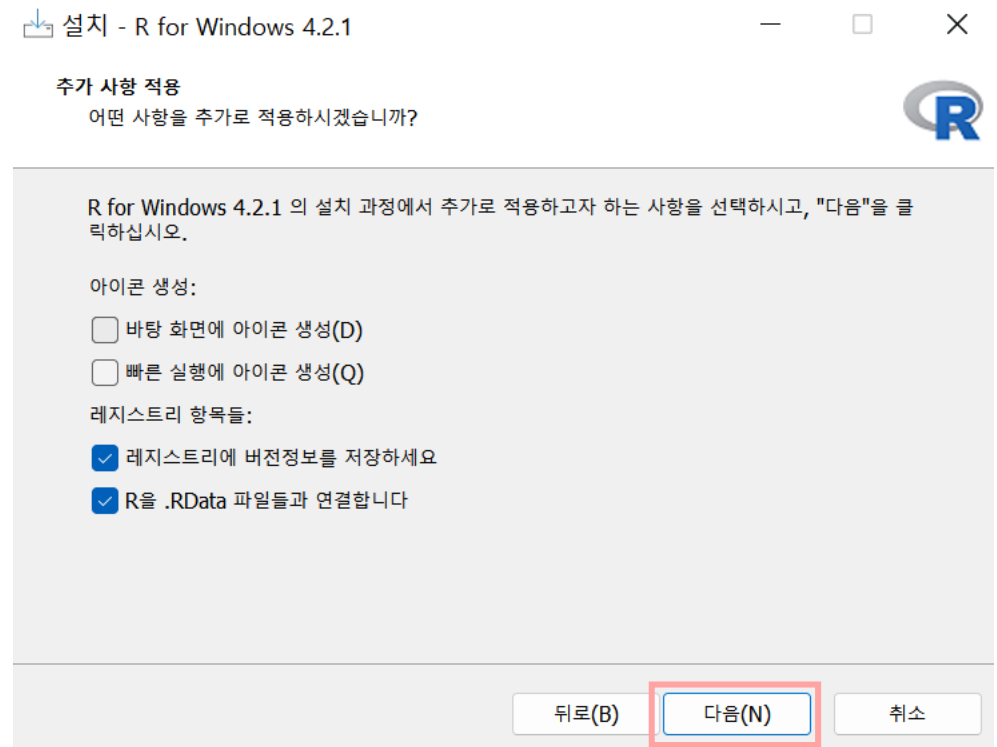 설치 - R for Windows 4.2.1
추가 사항 적용
어떤 사항을 추가로 적용하시겠습니까?
R
R for Windows 4.2.1 의 설치 과정에서 추가로 적용하고자 하는 사항을 선택하시고, "다음"을 클
릭하십시오.
아이콘 생성:
바탕 화면에 아이콘 생성(D)
빠른 실행에 아이콘 생성(Q)
레지스트리 항목들:
레지스트리에 버전정보를 저장하세요
R을 .RData 파일들과 연결합니다
뒤로(B) 다음(N) 취소